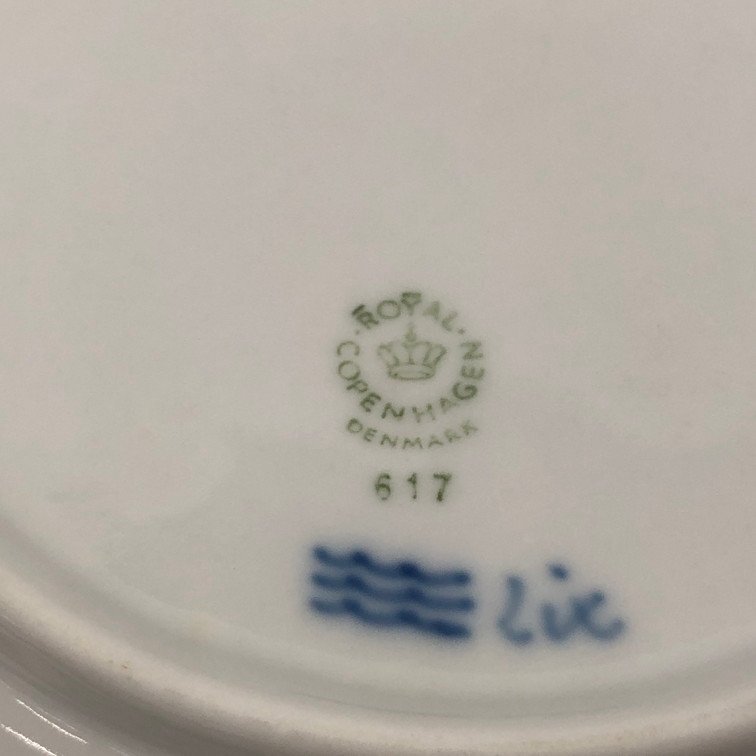 ROYAL
COPENHAGEN
DENMARK
617